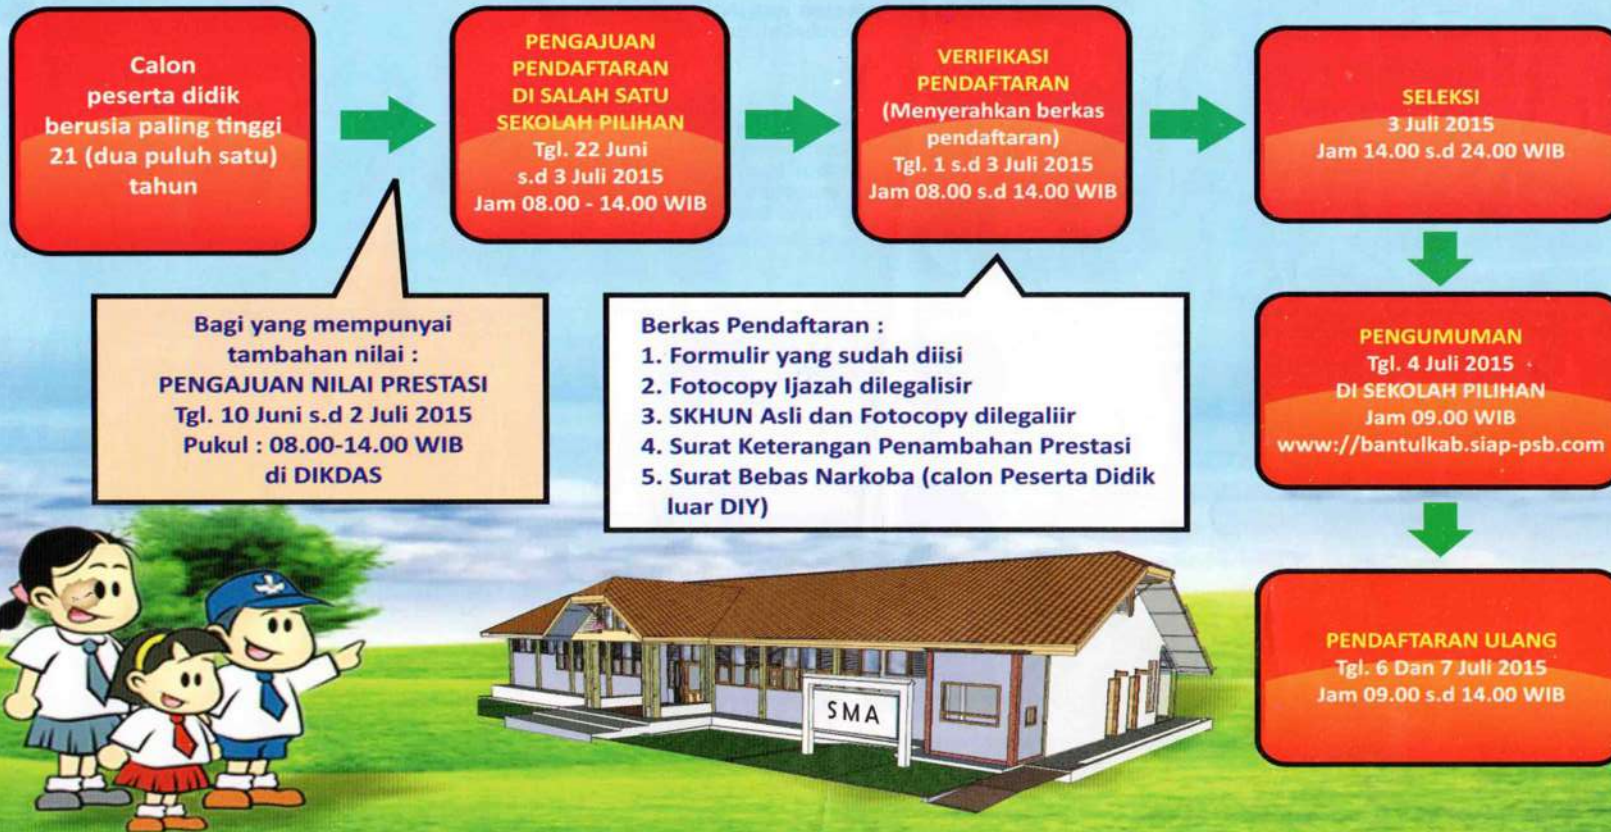 Calon
peserta didik
berusia paling tinggi
21 (dua puluh satu)
tahun
PENGAJUAN
PENDAFTARAN
DI SALAH SATU
SEKOLAH PILIHAN
Tgl. 22 Juni
s.d 3 Juli 2015
Jam 08.00 - 14.00 WIB
VERIFIKASI
PENDAFTARAN
(Menyerahkan berkas
pendaftaran)
Tgl. 1 s.d 3 Juli 2015
Jam 08.00 s.d 14.00 WIB
SELEKSI
3 Juli 2015
Jam 14.00 s.d 24.00 WIB
Bagi yang mempunyai
tambahan nilai :
PENGAJUAN NILAI PRESTASI
Tgl. 10 Juni s.d 2 Juli 2015
Pukul : 08.00-14.00 WIB
di DIKDAS
Berkas Pendaftaran :
1. Formulir yang sudah diisi
2. Fotocopy Ijazah dilegalisir
3. SKHUN Asli dan Fotocopy dilegaliir
4. Surat Keterangan Penambahan Prestasi
5. Surat Bebas Narkoba (calon Peserta Didik
luar DIY)
PENGUMUMAN
Tgl. 4 Juli 2015
DI SEKOLAH PILIHAN
Jam 09.00 WIB
www://bantulkab.siap-psb.com
PENDAFTARAN ULANG
Tgl. 6 Dan 7 Juli 2015
Jam 09.00 s.d 14.00 WIB
SMA